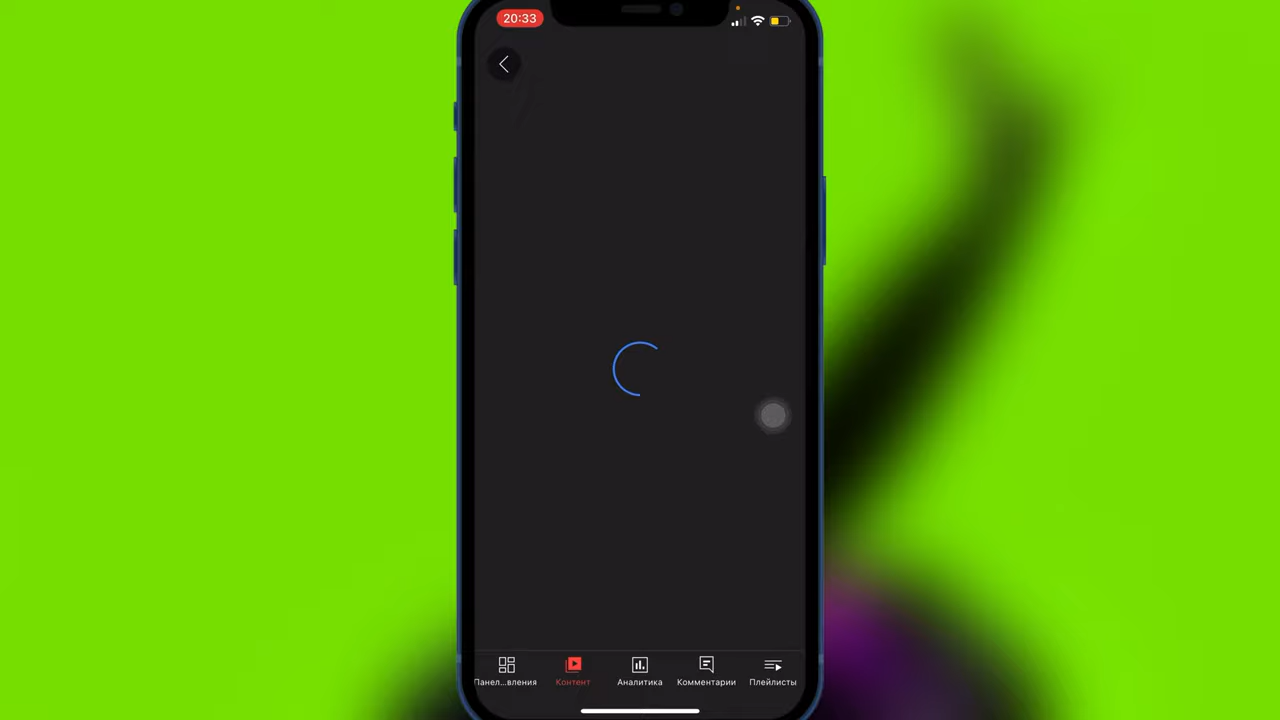 20:33
Панел...вления
Контент
Аналитика
Комментарии
Плейлисты